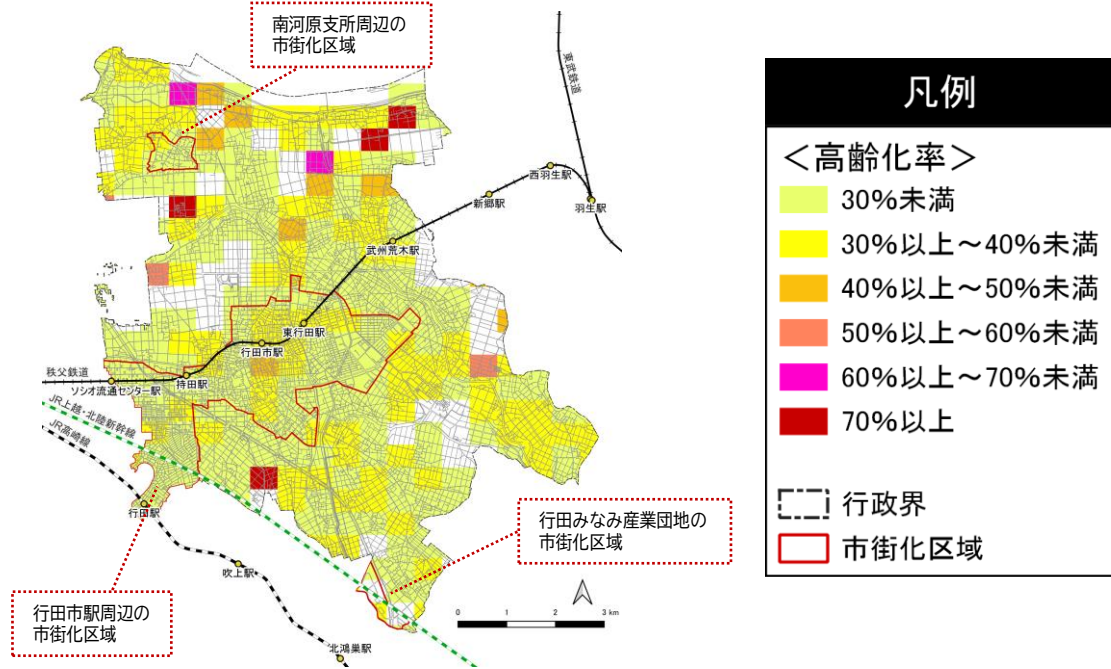 南河原支所周辺の
市街化区域
東武鉄道
西羽生駅
新郷駅
羽生駅
武州荒木駅
東行田駅
行田市駅
秩父鉄道
持田駅
ソシオ流通センター駅
JR上越・北陸新幹線
JR高崎線
行田駅
行田みなみ産業団地の
市街化区域
吹上駅
行田市駅周辺の
市街化区域
0 1 2 3 km
北鴻巣駅
凡例
＜高齢化率＞
30%未満
30%以上～40%未満
40%以上～50%未満
50%以上～60%未満
60%以上～70%未満
70%以上
行政界
市街化区域